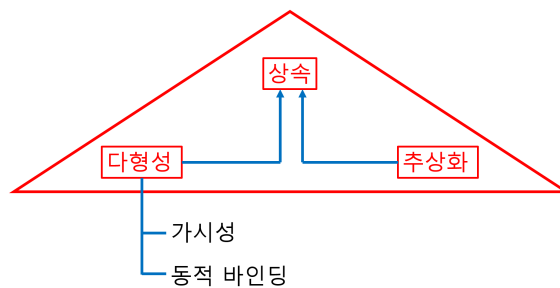 상속
다형성
추상화
가시성
동적 바인딩